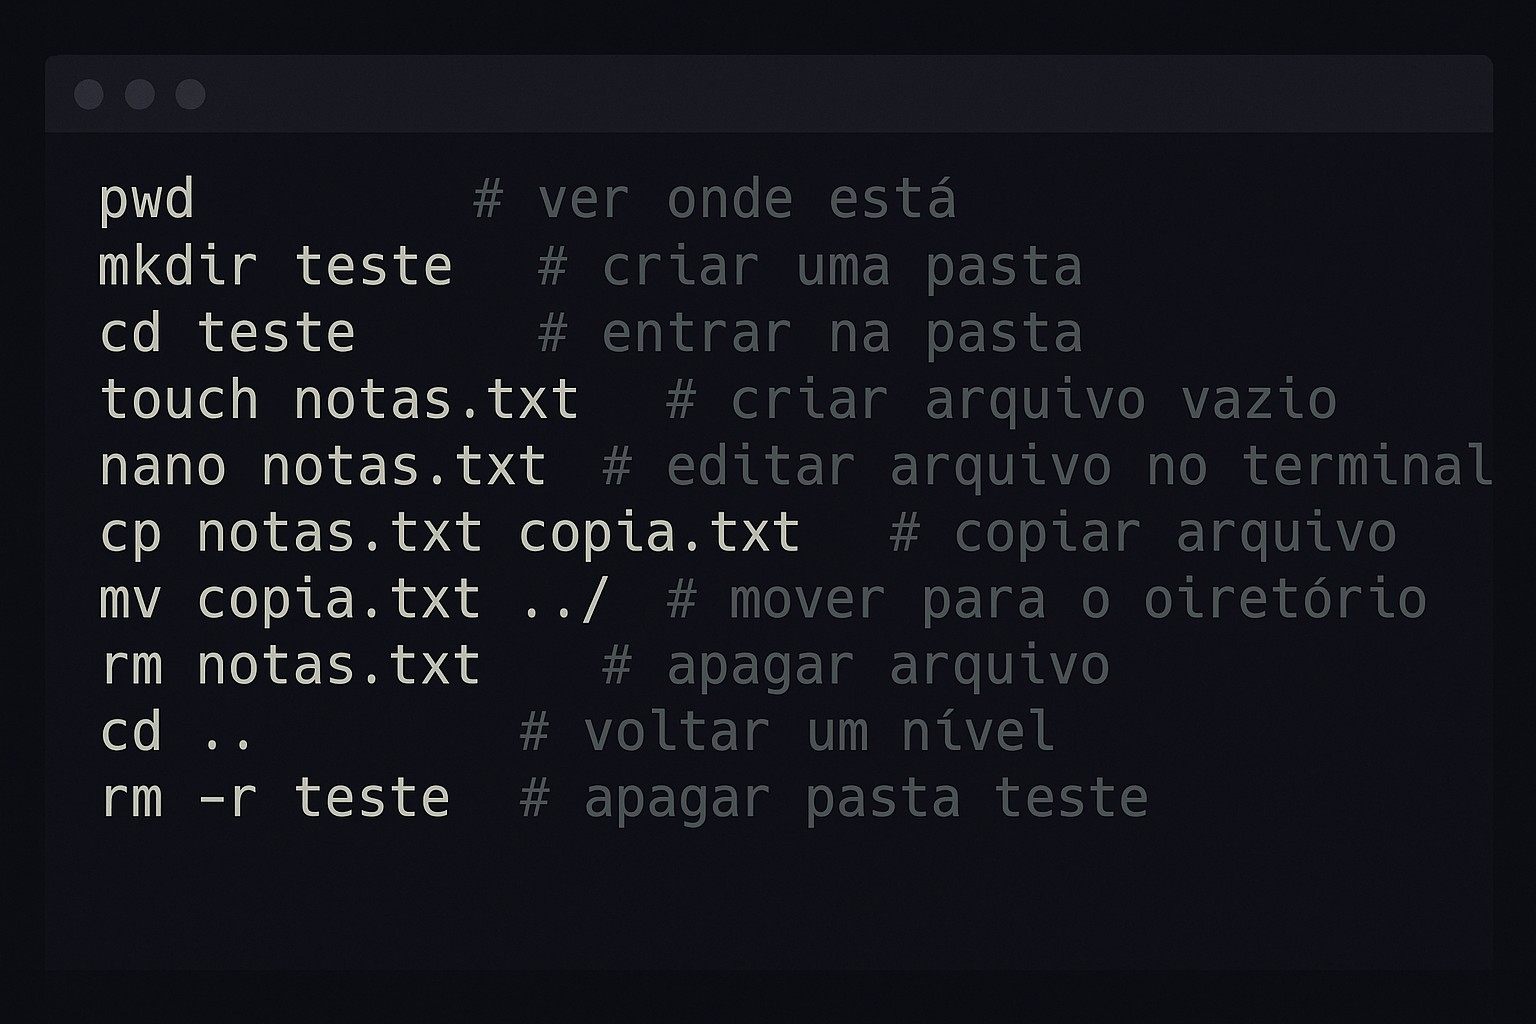 pwd # ver onde está
mkdir teste # criar uma pasta
cd teste # entrar na pasta
touch notas.txt # criar arquivo vazio
nano notas.txt # editar arquivo no terminal
cp notas.txt copia.txt # copiar arquivo
mv copia.txt ../ # mover para o oiretório
rm notas.txt # apagar arquivo
cd .. # voltar um nível
rm -r teste # apagar pasta teste